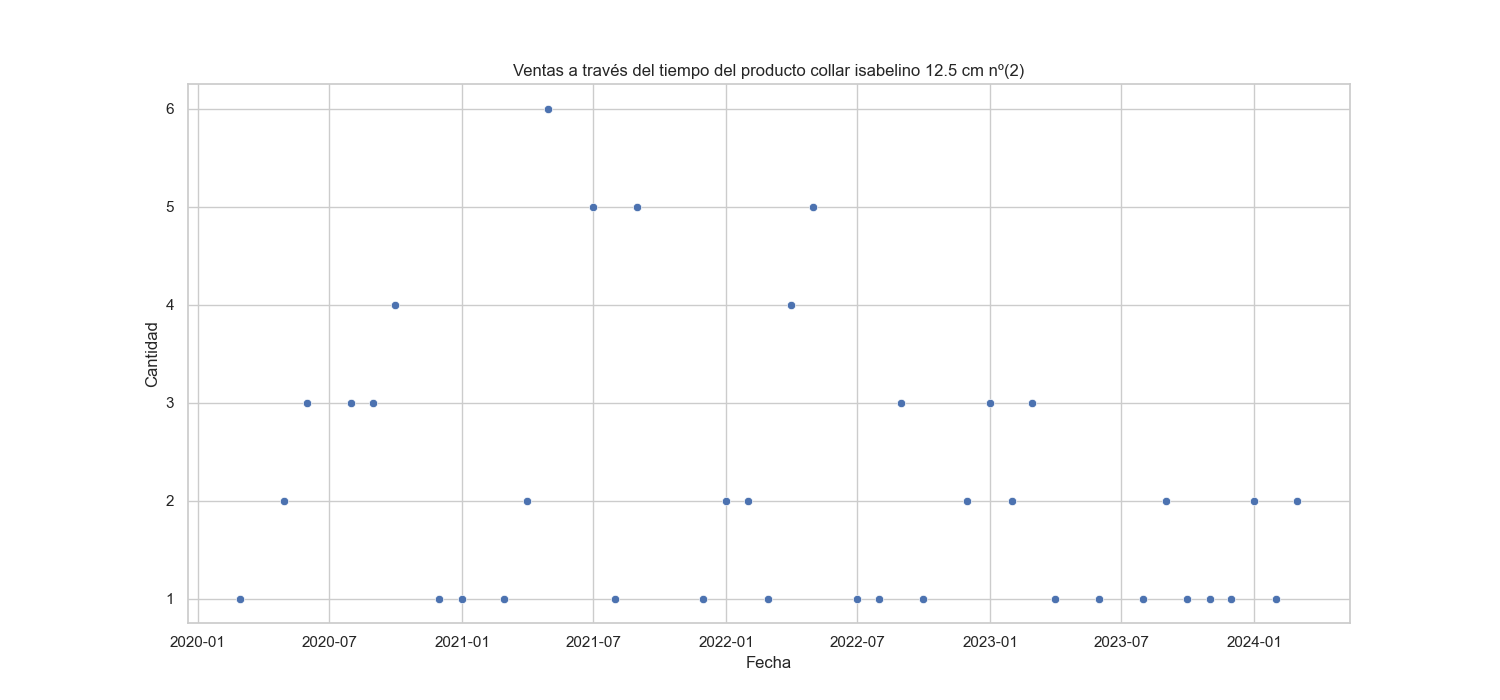 Ventas a través del tiempo del producto collar isabelino 12.5 cm nº(2)
6
5
4
3
2
1
Cantidad
2020-01 2020-07 2021-01 2021-07 2022-01 2022-07 2023-01 2023-07 2024-01
Fecha